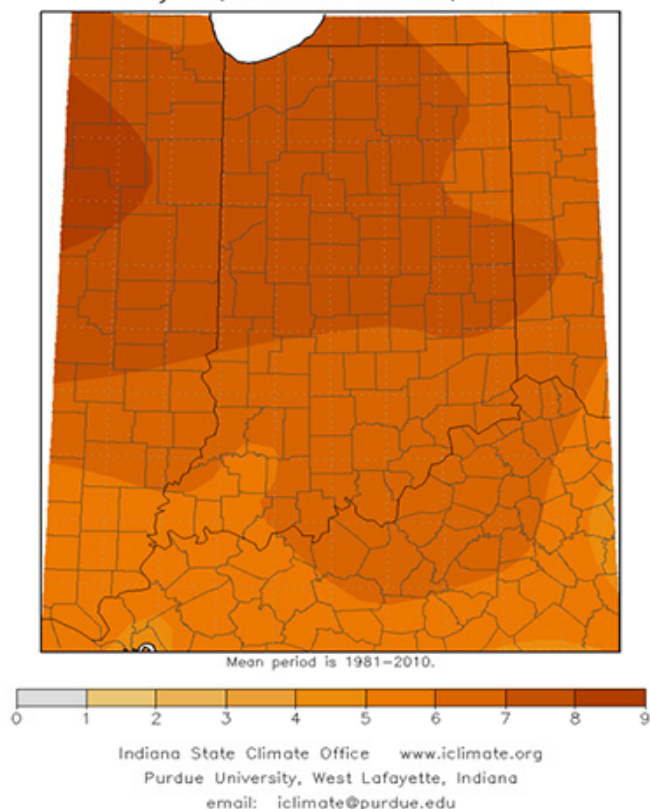 Mean period is 1981-2010.
0 1 2 3 4 5 6 7 8 9
Indiana State Climate Office www.iclimate.org
Purdue University, West Lafayette, Indiana
email: iclimate@purdue.edu